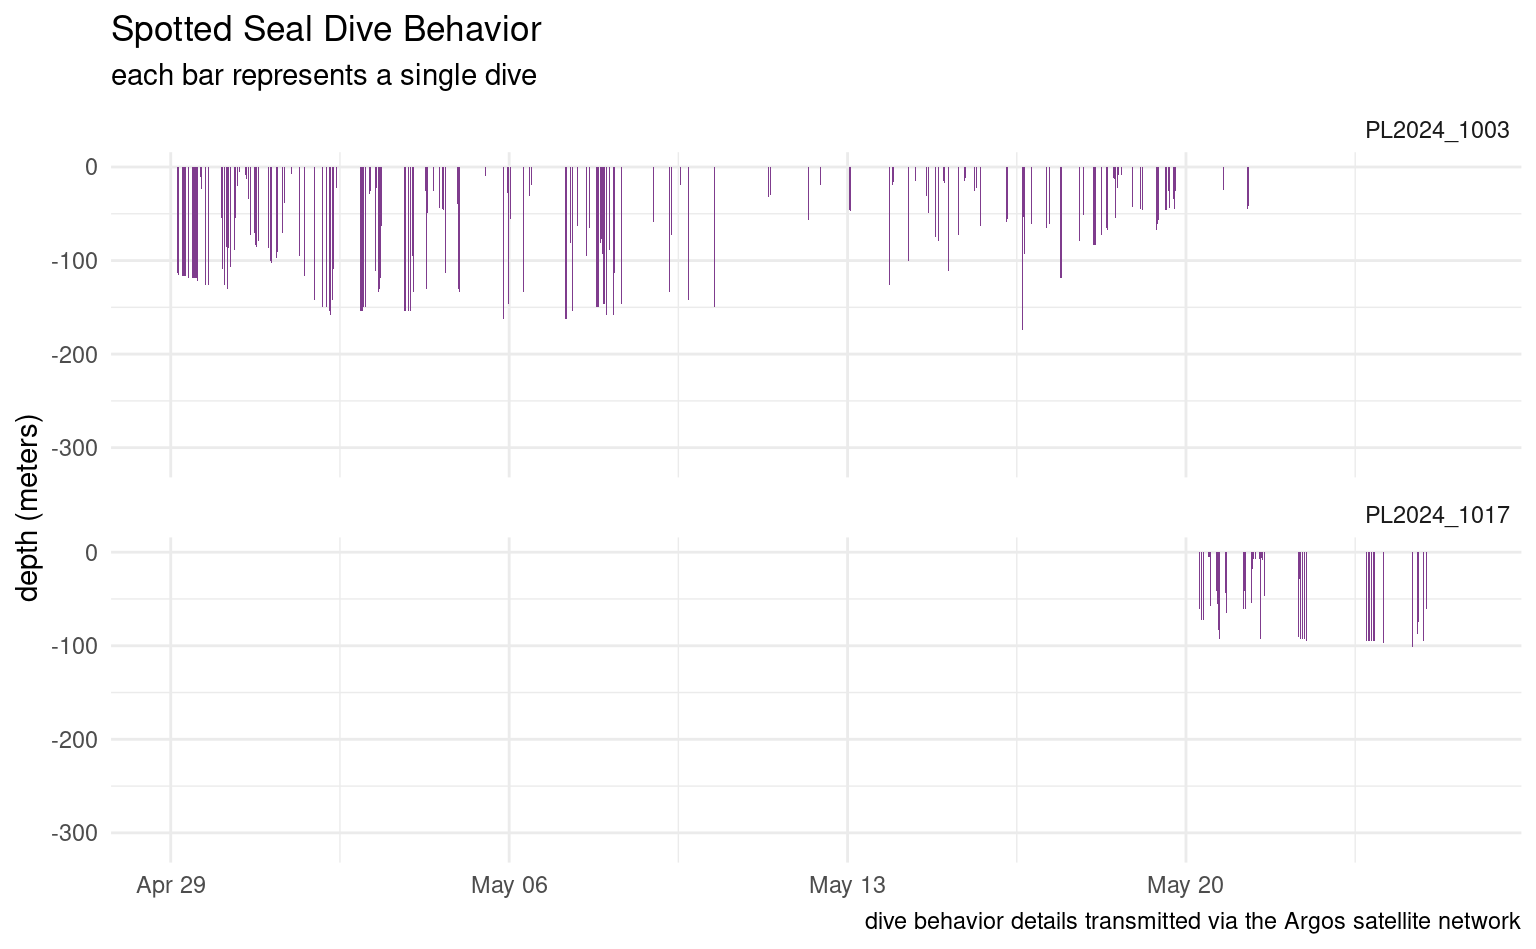 Spotted Seal Dive Behavior
each bar represents a single dive
PL2024_1003
0
-100
-200
-300
depth (meters)
PL2024_1017
0
-100
-200
-300
Apr 29
May 06
May 13
May 20
dive behavior details transmitted via the Argos satellite network